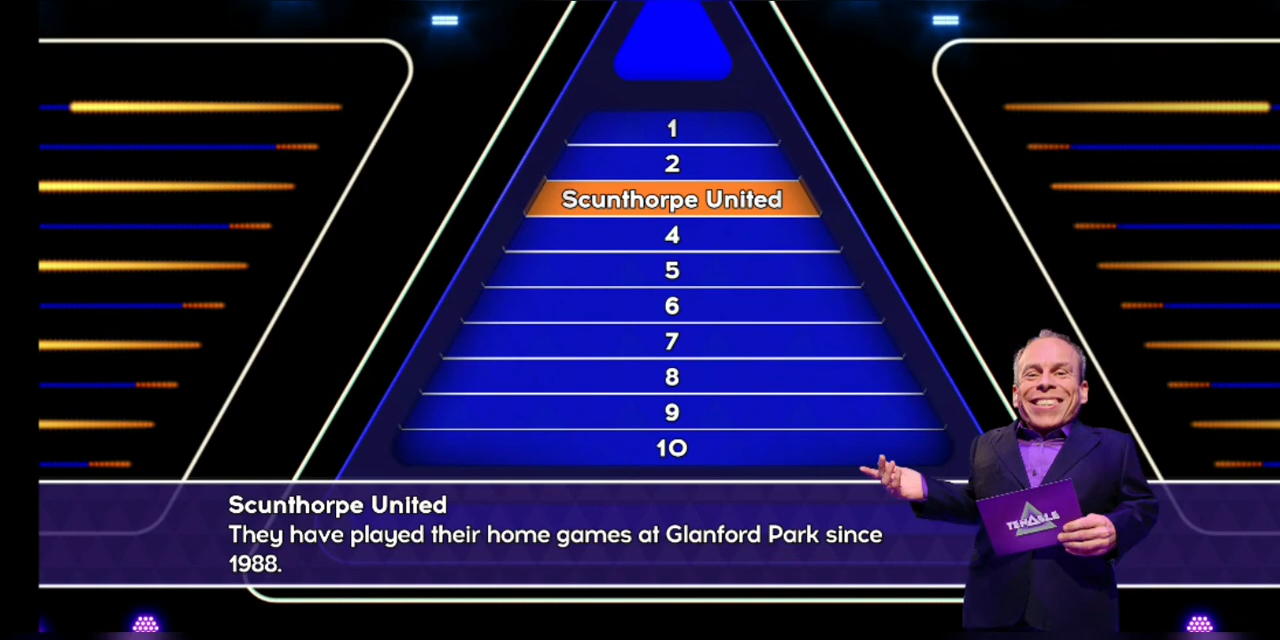 1
2
Scunthorpe United
4
5
6
7
8
9
10
Scunthorpe United
They have played their home games at Glanford Park since
1988.
TENABLE